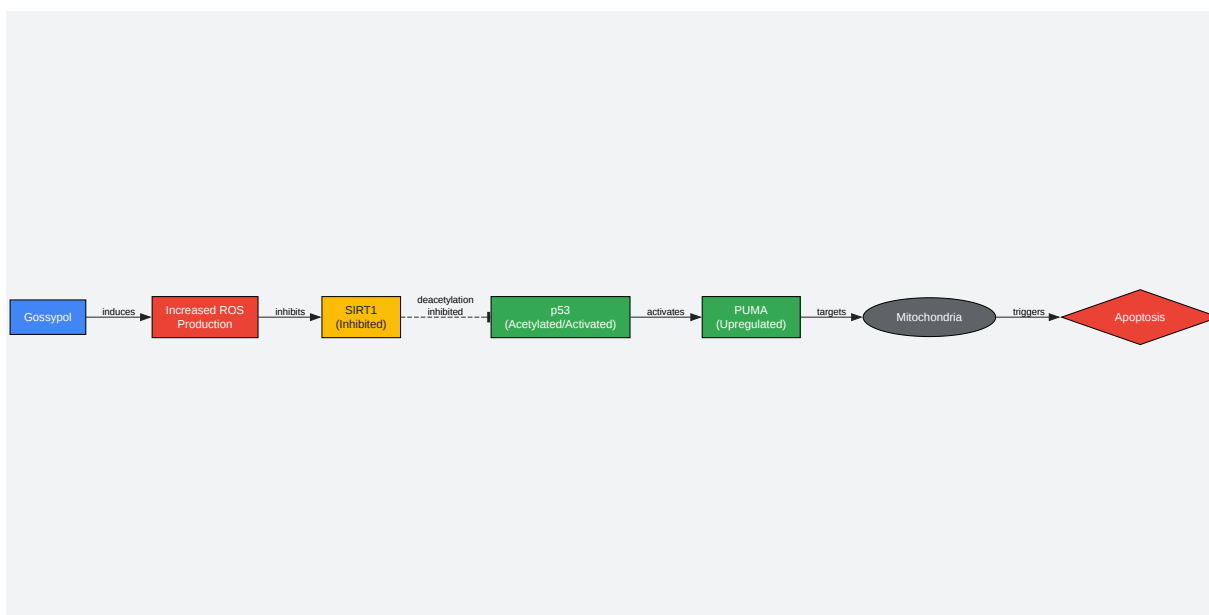 Gossypol
induces
Increased ROS
Production
inhibits
SIRT1
(Inhibited)
deacetylation
inhibited
p53
(Acetylated/Activated)
activates
PUMA
(Upregulated)
targets
Mitochondria
triggers
Apoptosis